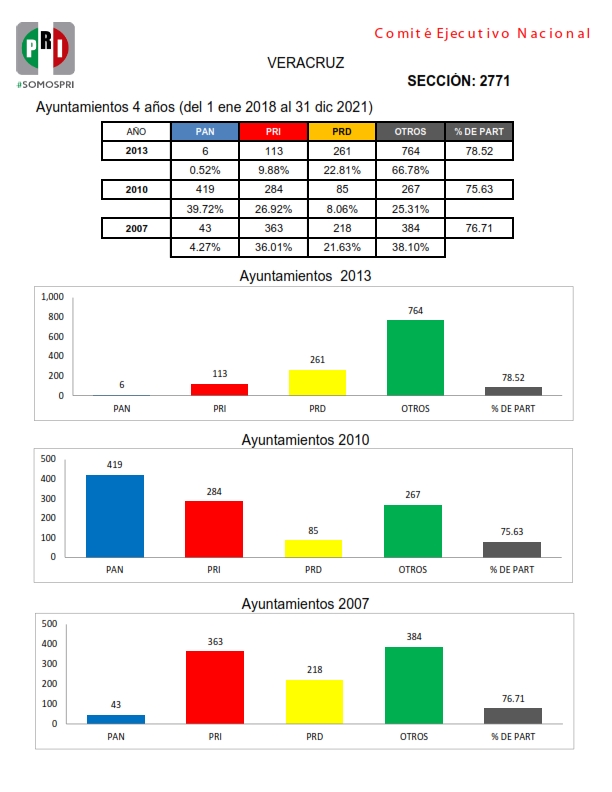 PRI
#SOMOSPRI
Comité Ejecutivo Nacional
VERACRUZ
SECCIÓN: 2771
Ayuntamientos 4 años (del 1 ene 2018 al 31 dic 2021)
AÑO PAN PRI PRD OTROS % DE PART
2013 6 113 261 764 78.52
0.52% 9.88% 22.81% 66.78%
2010 419 284 85 267 75.63
39.72% 26.92% 8.06% 25.31%
2007 43 363 218 384 76.71
4.27% 36.01% 21.63% 38.10%
Ayuntamientos 2013
1,000
800
600
400
200
0
6
113
261
764
78.52
PAN PRI PRD OTROS % DE PART
Ayuntamientos 2010
500
400
300
200
100
0
419
284
85
267
75.63
PAN PRI PRD OTROS % DE PART
Ayuntamientos 2007
500
400
300
200
100
0
43
363
218
384
76.71
PAN PRI PRD OTROS % DE PART